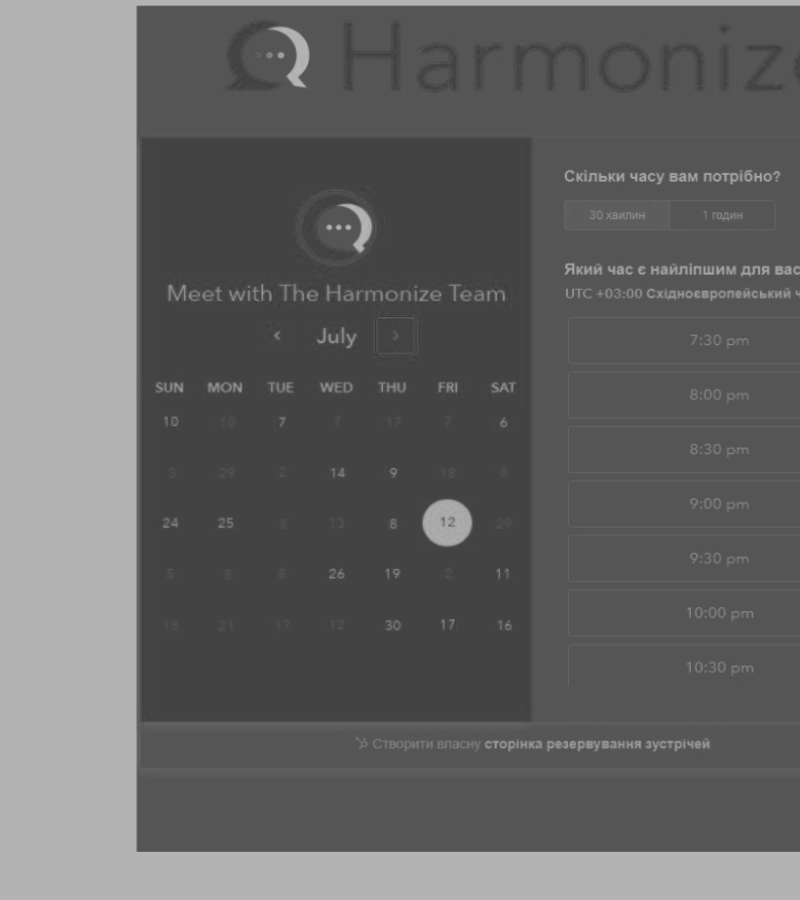 Harmonize
Meet with The Harmonize Team
July
SUN MON TUE WED THU FRI SAT
10 10 7 7 17 7 6
3 29 2 14 9 18 8
24 25 3 13 8 12 29
5 3 8 26 19 2 11
18 21 17 12 30 17 16
Скільки часу вам потрібно?
30 хвилин 1 годин
Який час є найліпшим для вас
UTC +03:00 Східноєвропейський ч
7:30 pm
8:00 pm
8:30 pm
9:00 pm
9:30 pm
10:00 pm
10:30 pm
Створити власну сторінка резервування зустрічей